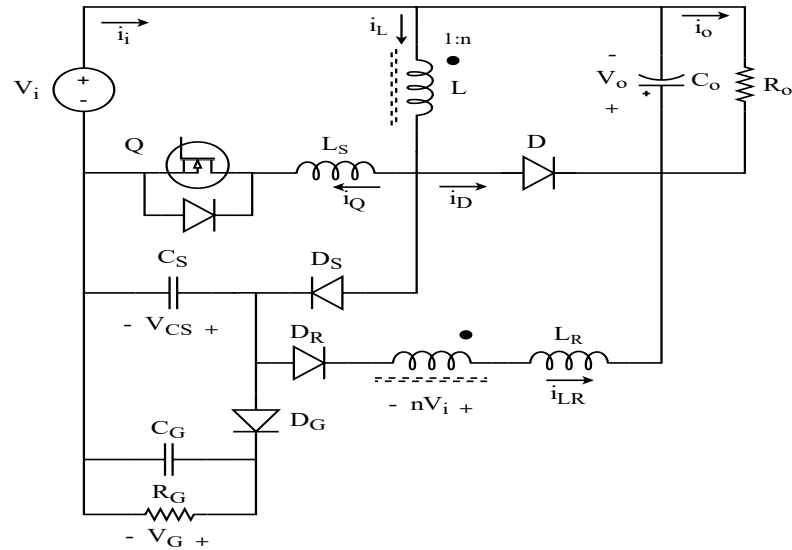 i_i
i_L
1:n
L
-
V_o
+
C_o
i_o
R_o
V_i
+
-
Q
L_S
i_Q
i_D
D
C_S
- V_CS +
D_S
D_R
L_R
- nV_i +
i_LR
D_G
C_G
R_G
- V_G +
+